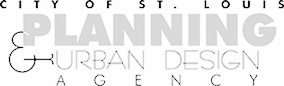 CITY OF ST. LOUIS
PLANNING
& URBAN DESIGN
AGENCY